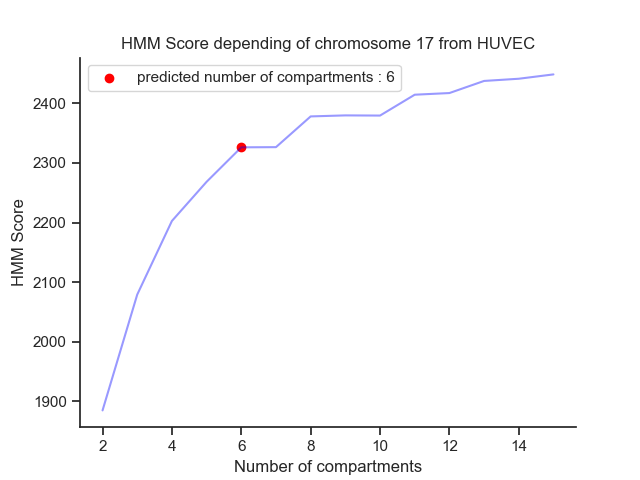 HMM Score depending of chromosome 17 from HUVEC
predicted number of compartments : 6
2400
2300
2200
2100
2000
1900
HMM Score
2 4 6 8 10 12 14
Number of compartments